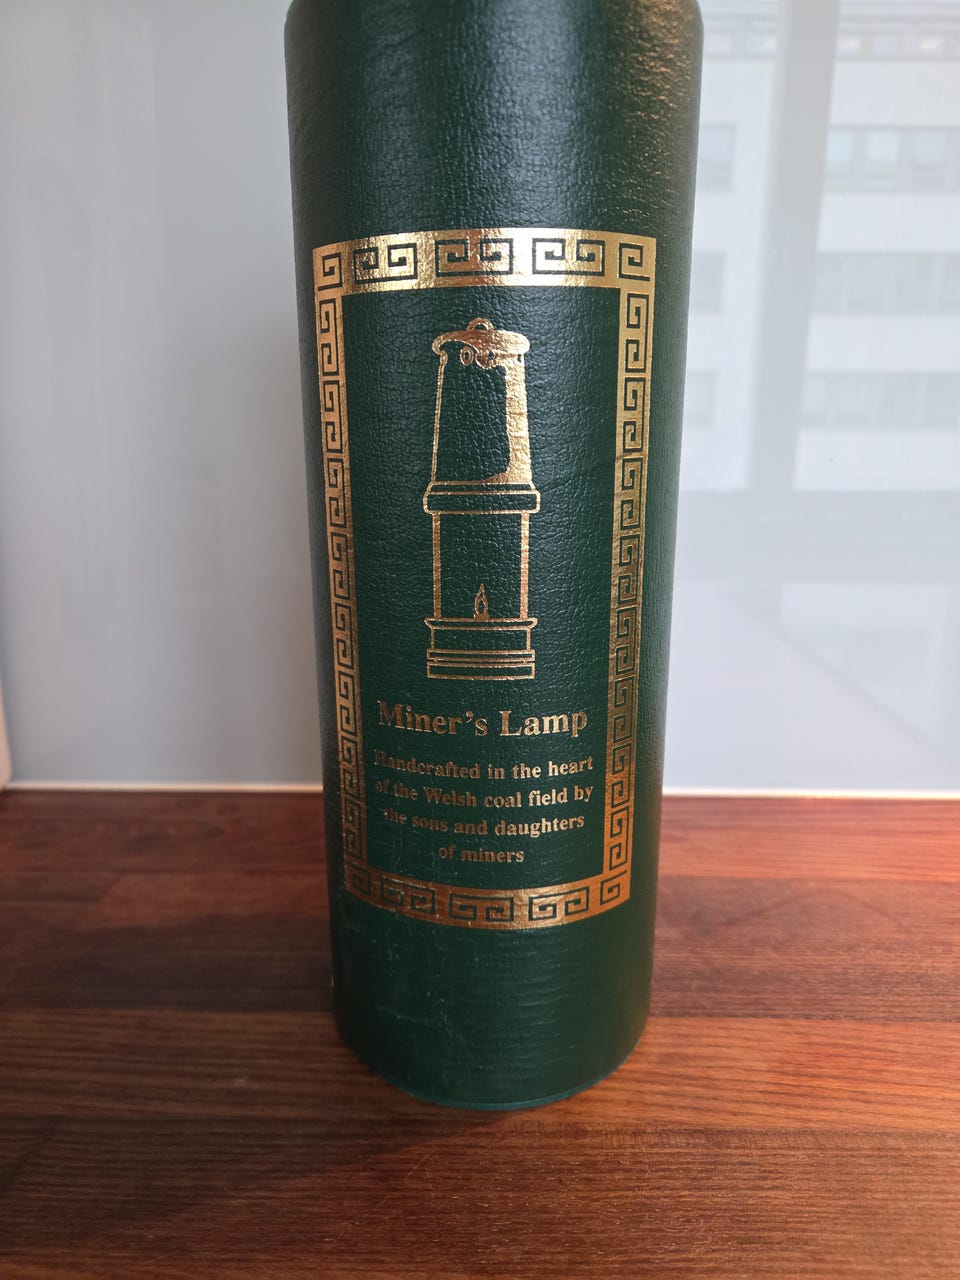 Miner's Lamp
Handcrafted in the heart
of the Welsh coal field by
the sons and daughters
of miners